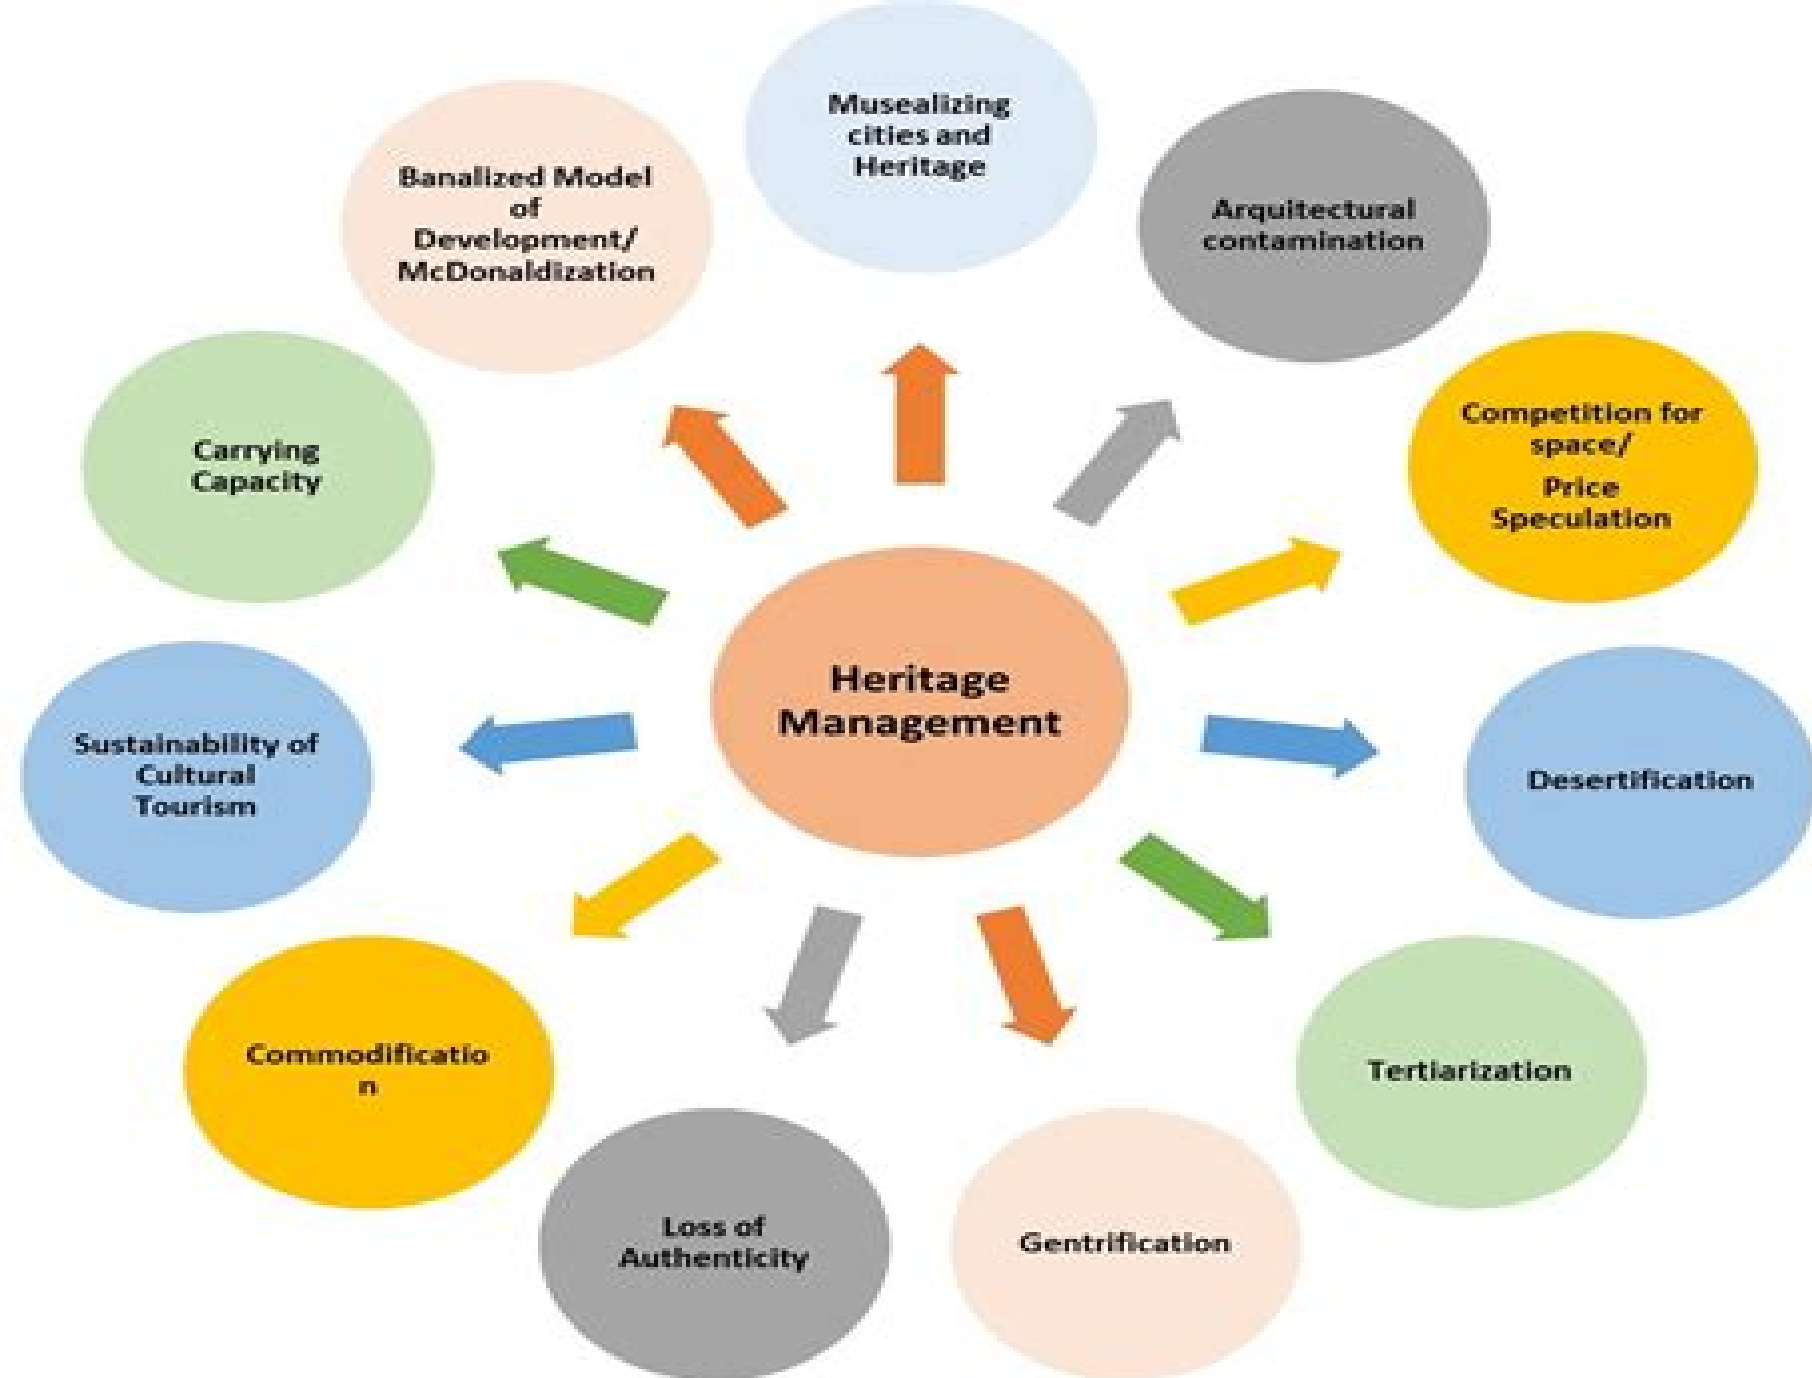 Musealizing
cities and
Heritage
Arquitectural
contamination
Competition for
space/
Price
Speculation
Desertification
Tertiarization
Gentrification
Loss of
Authenticity
Commodificatio
n
Sustainability of
Cultural
Tourism
Carrying
Capacity
Banalized Model
of
Development/
McDonaldization
Heritage
Management